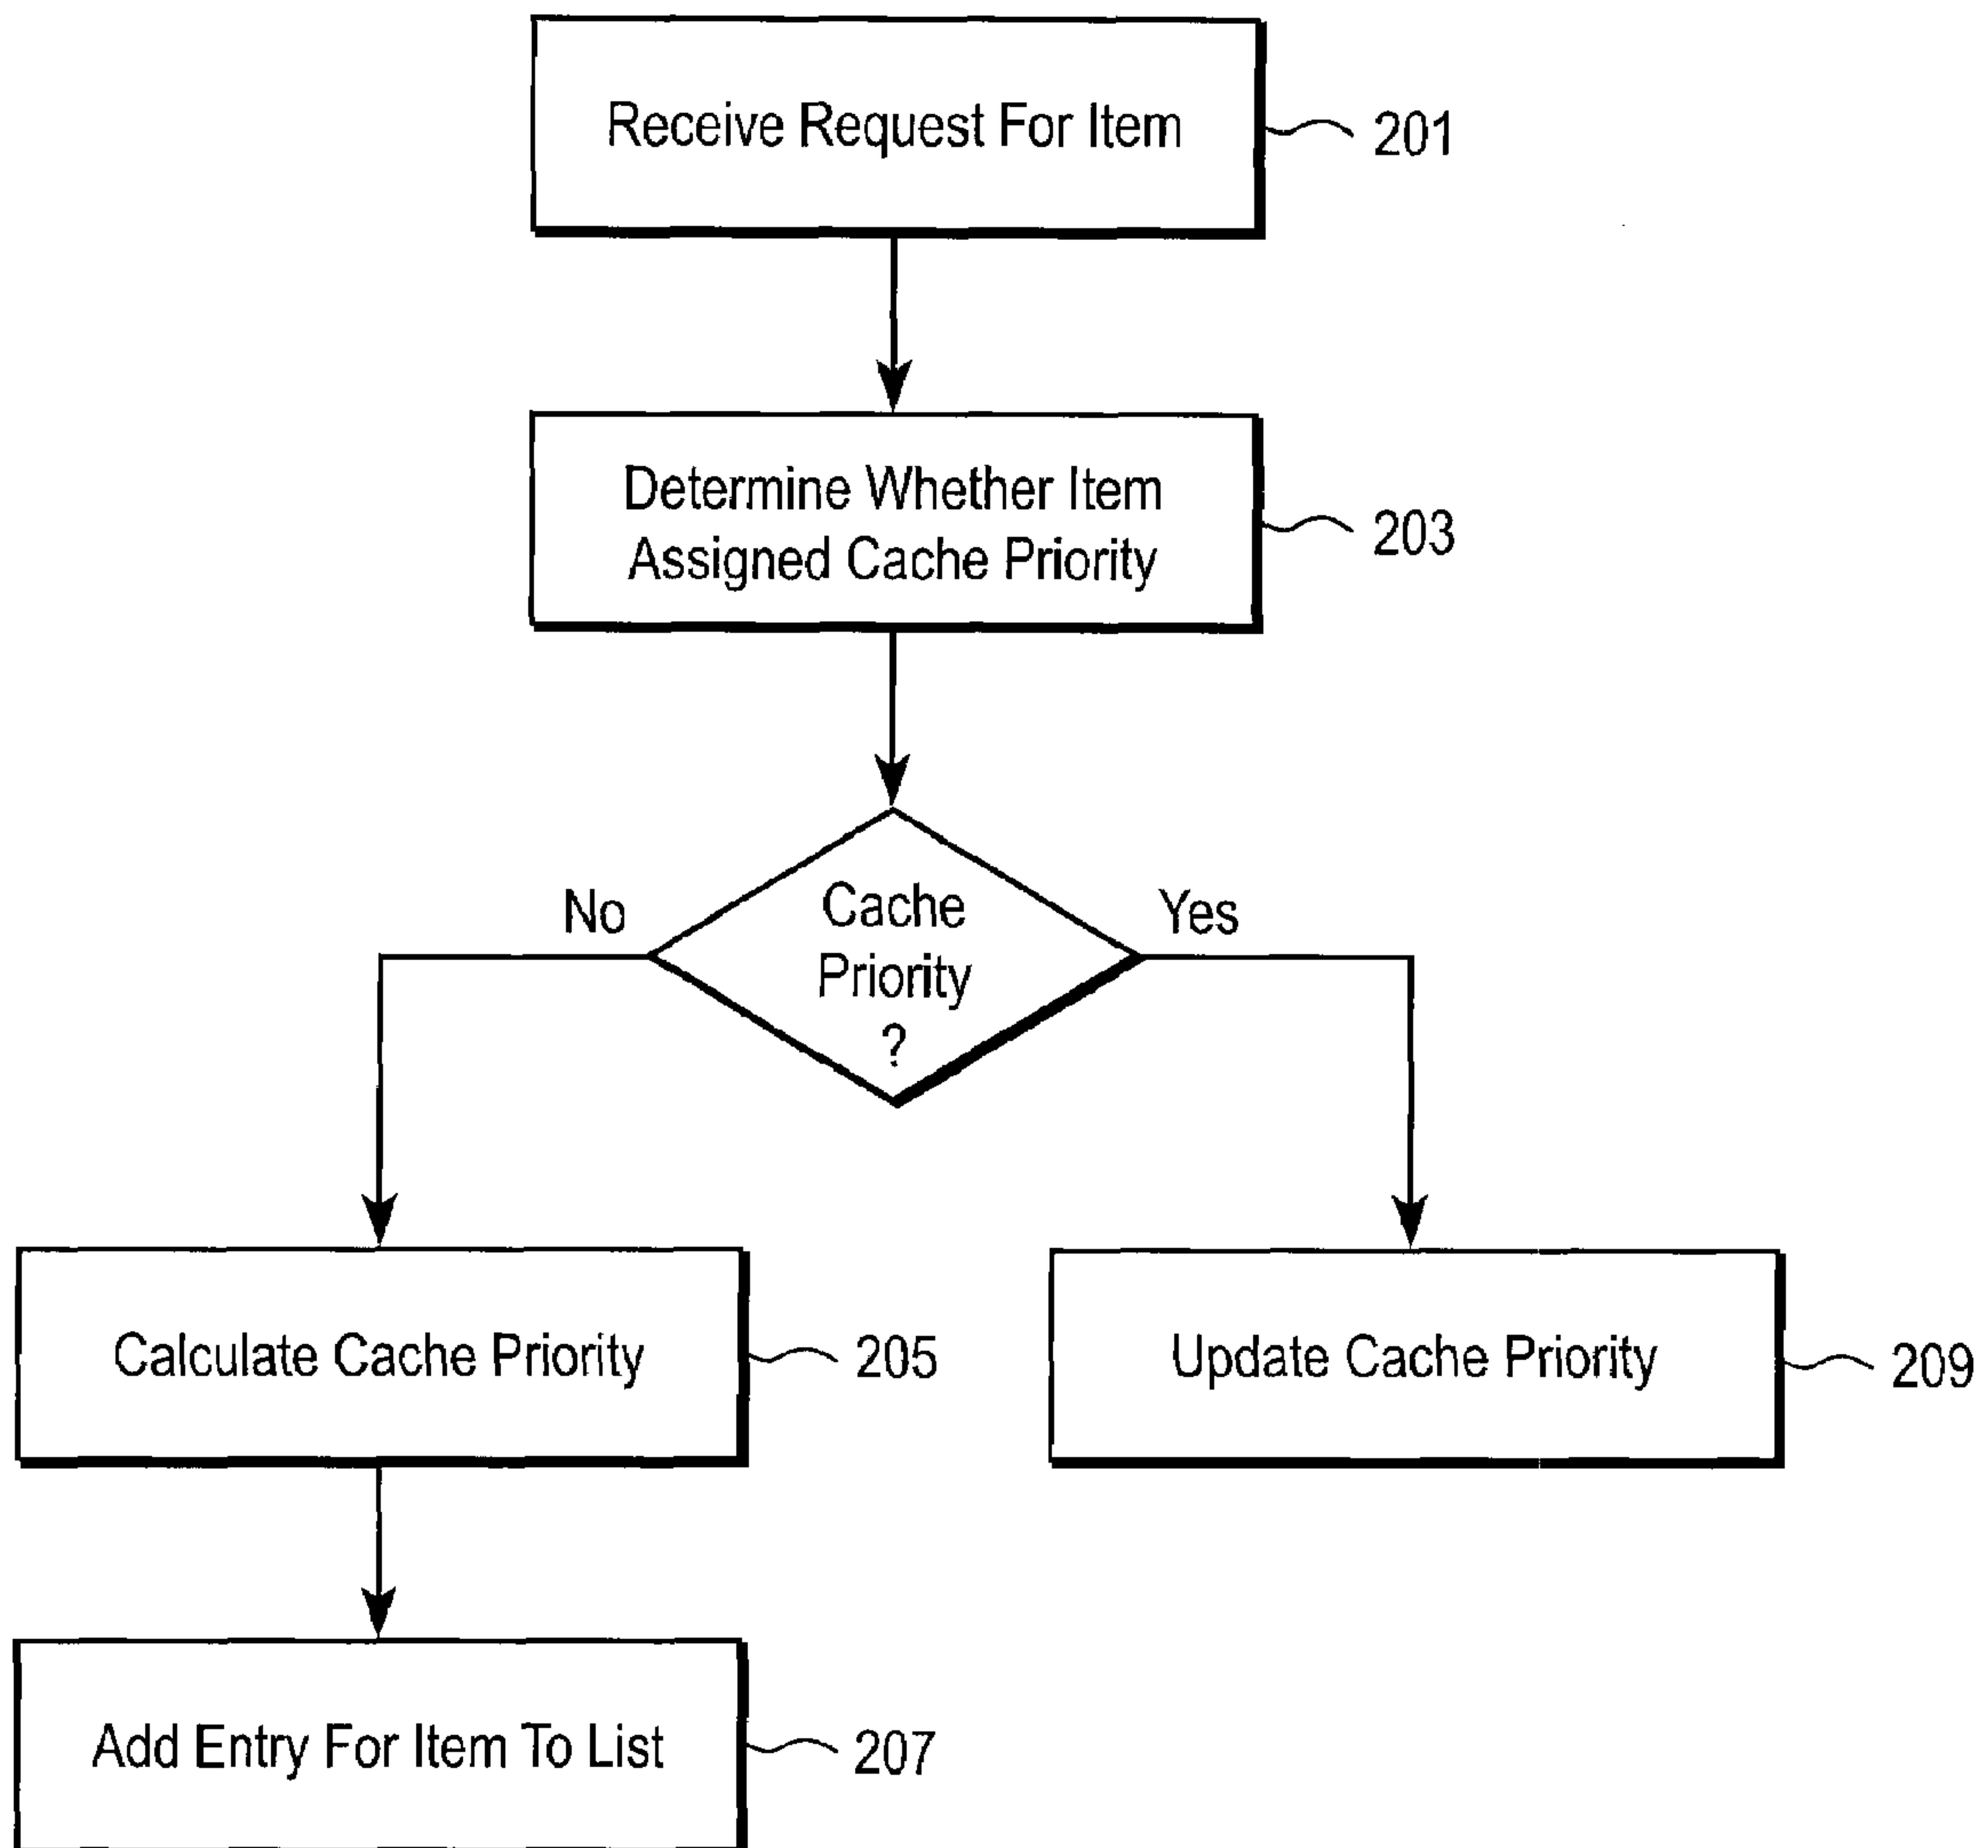 Receive Request For Item
201
Determine Whether Item
Assigned Cache Priority
203
No
Cache
Priority
?
Yes
Calculate Cache Priority
205
Update Cache Priority
209
Add Entry For Item To List
207